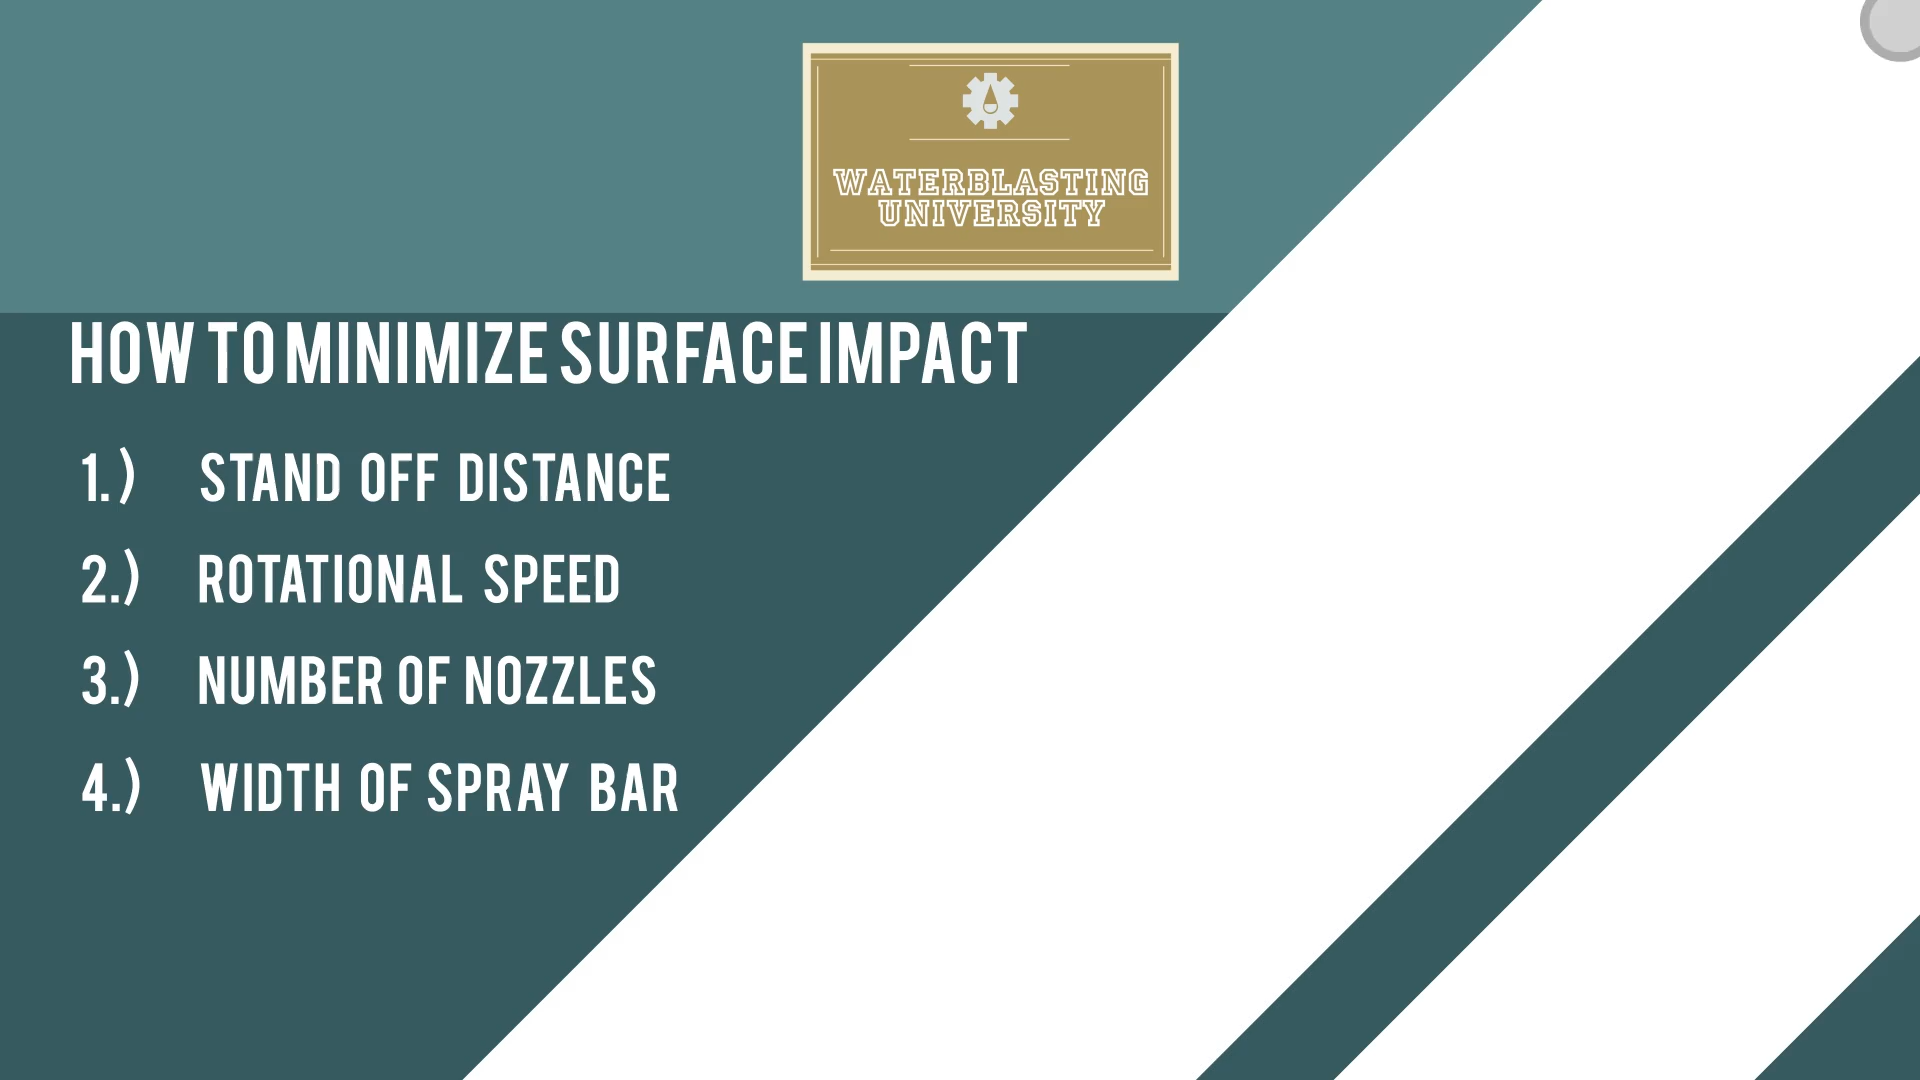 WATERBLASTING
UNIVERSITY
HOW TO MINIMIZE SURFACE IMPACT
1.) STAND OFF DISTANCE
2.) ROTATIONAL SPEED
3.) NUMBER OF NOZZLES
4.) WIDTH OF SPRAY BAR